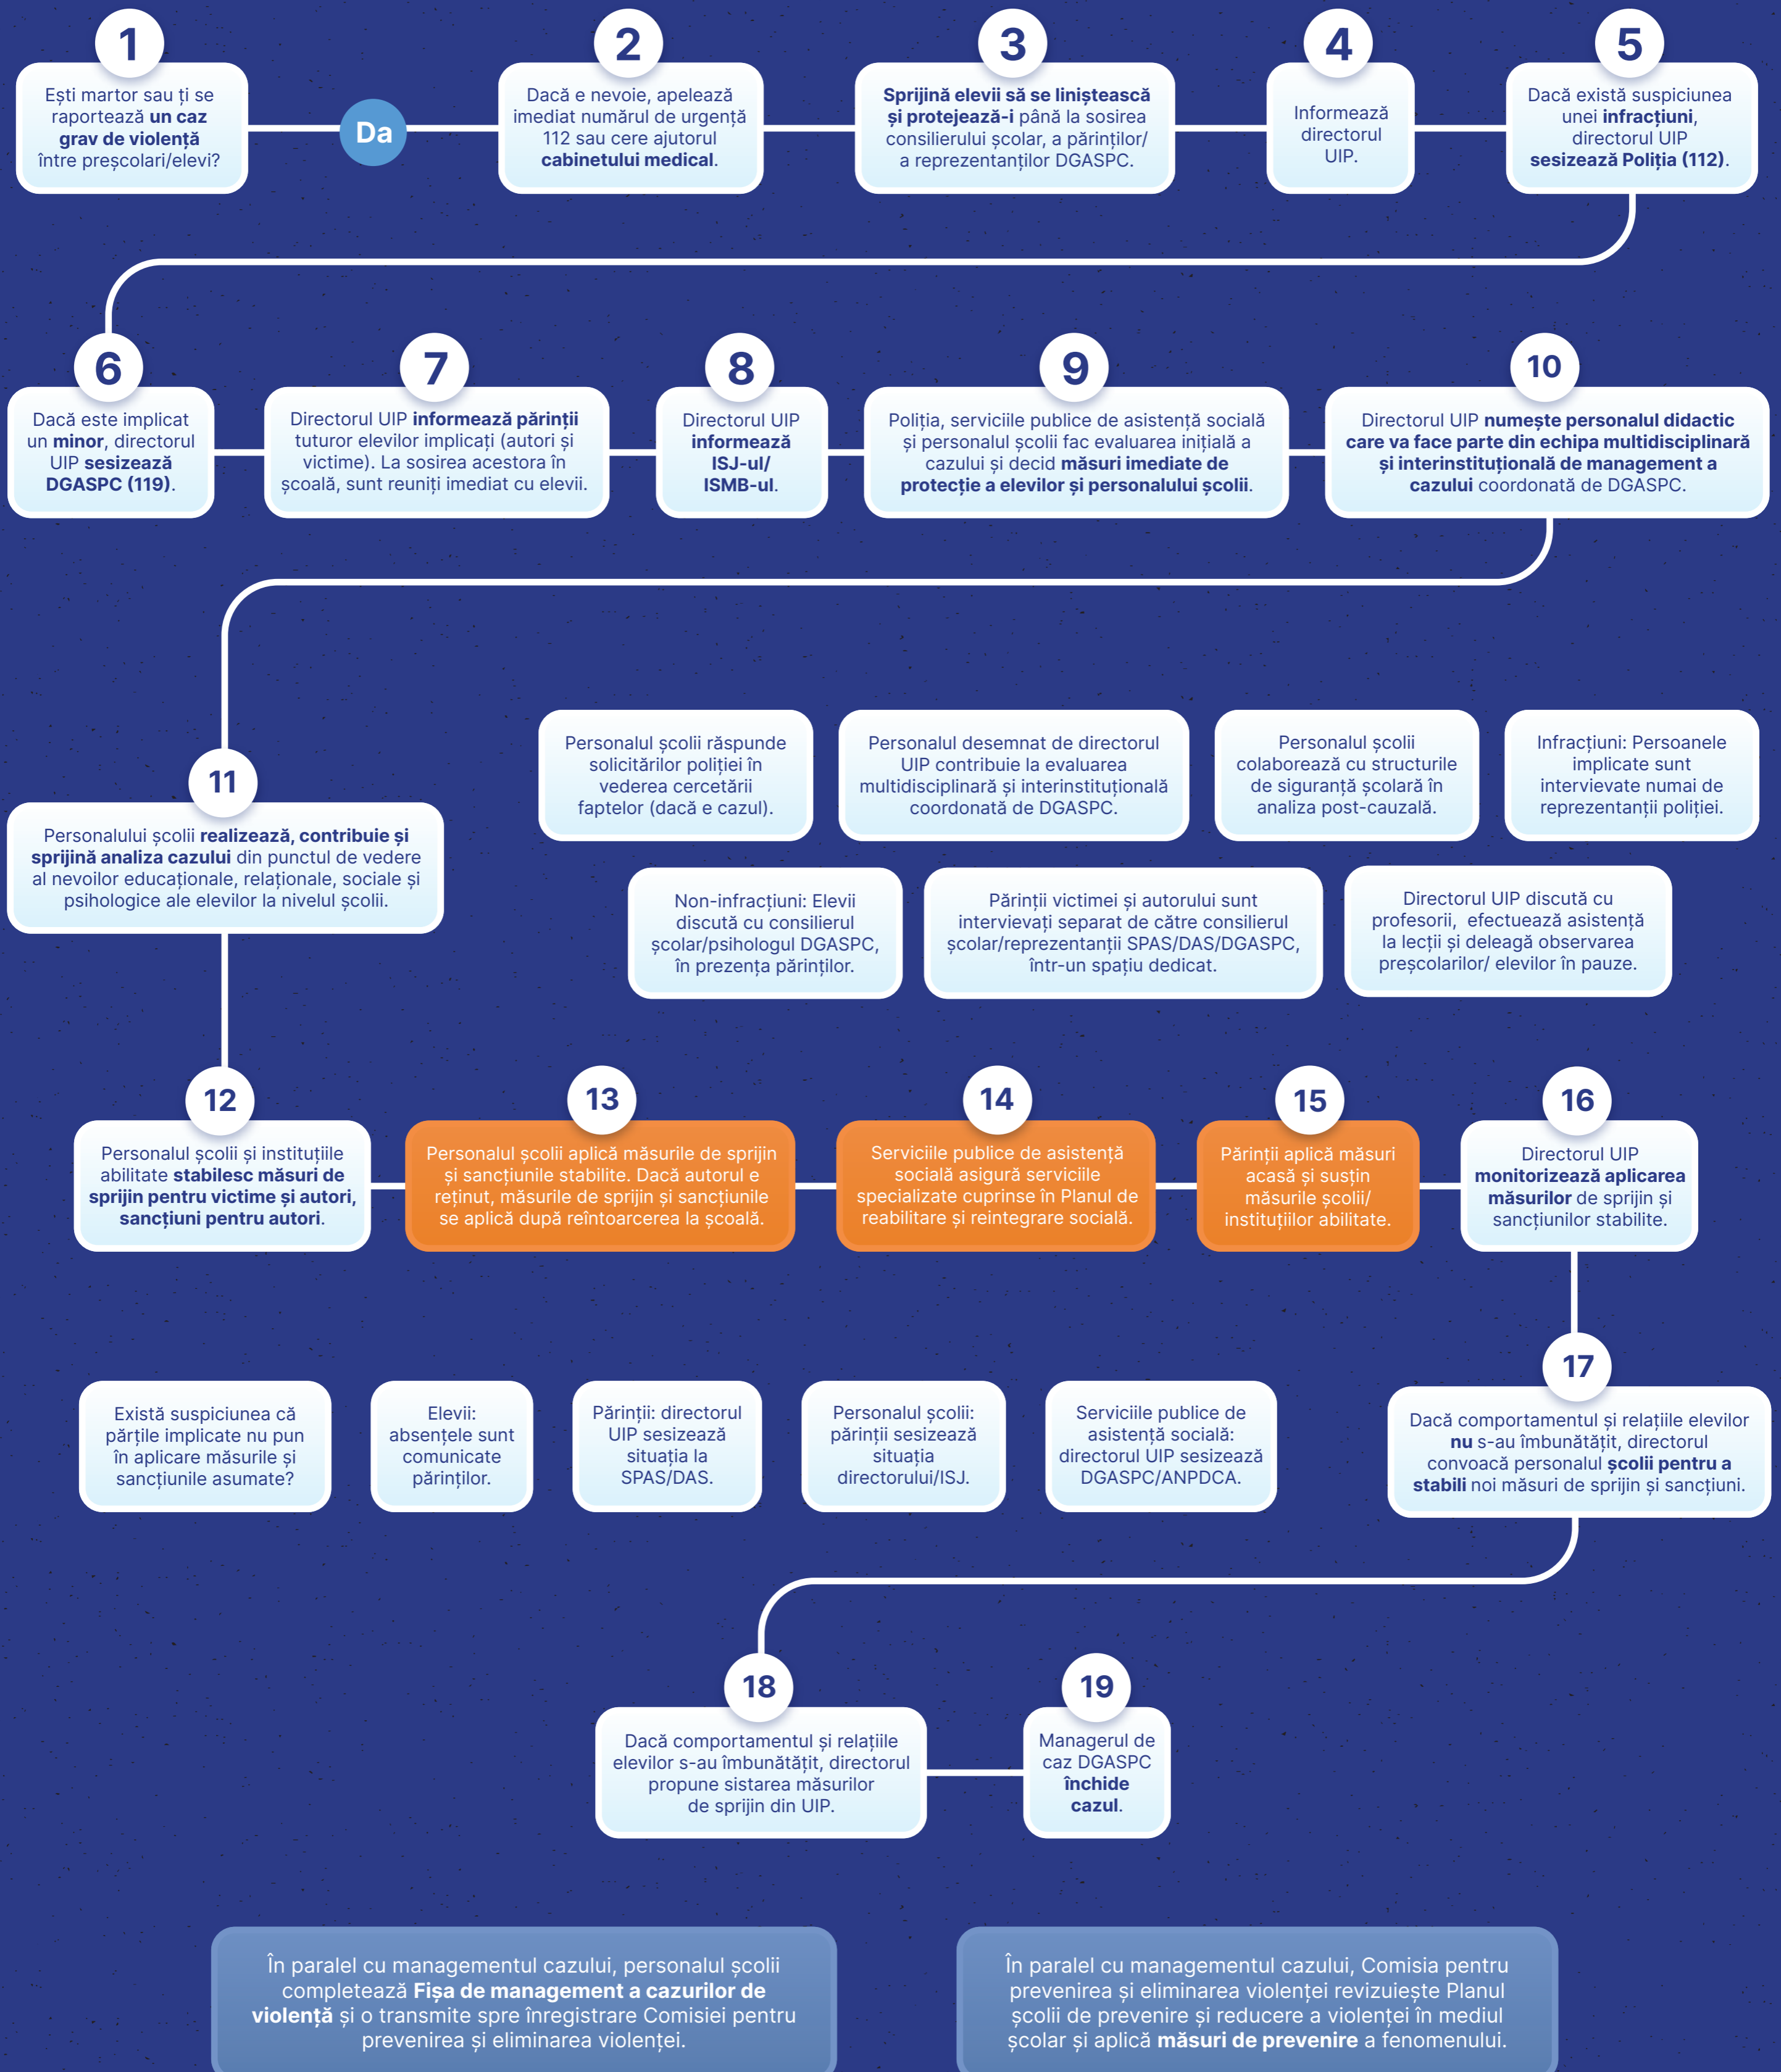 1
Ești martor sau ți se
raportează un caz
grav de violență
între preșcolari/elevi?
Da
2
Dacă e nevoie, apelează
imediat numărul de urgență
112 sau cere ajutorul
cabinetului medical.
3
Sprijină elevii să se liniștească
și protejează-i până la sosirea
consilierului școlar, a părinților/
a reprezentanților DGASPC.
4
Informează
directorul
UIP.
5
Dacă există suspiciunea
unei infracțiuni,
directorul UIP
sesizează Poliția (112).
6
Dacă este implicat
un minor, directorul
UIP sesizează
DGASPC (119).
7
Directorul UIP informează părinții
tuturor elevilor implicați (autori și
victime). La sosirea acestora în
școală, sunt reuniți imediat cu elevii.
8
Directorul UIP
informează
ISJ-ul/
ISMB-ul.
9
Poliția, serviciile publice de asistență socială
și personalul școlii fac evaluarea inițială a
cazului și decid măsuri imediate de
protecție a elevilor și personalului școlii.
10
Directorul UIP numește personalul didactic
care va face parte din echipa multidisciplinară
și interinstituțională de management a
cazului coordonată de DGASPC.
11
Personalului școlii realizează, contribuie și
sprijină analiza cazului din punctul de vedere
al nevoilor educaționale, relaționale, sociale și
psihologice ale elevilor la nivelul școlii.
Personalul școlii răspunde
solicitărilor poliției în
vederea cercetării
faptelor (dacă e cazul).
Personalul desemnat de directorul
UIP contribuie la evaluarea
multidisciplinară și interinstituțională
coordonată de DGASPC.
Personalul școlii
colaborează cu structurile
de siguranță școlară în
analiza post-cauzală.
Infracțiuni: Persoanele
implicate sunt
intervievate numai de
reprezentanții poliției.
Non-infracțiuni: Elevii
discută cu consilierul
școlar/psihologul DGASPC,
în prezența părinților.
Părinții victimei și autorului sunt
intervievați separat de către consilierul
școlar/reprezentanții SPAS/DAS/DGASPC,
într-un spațiu dedicat.
Directorul UIP discută cu
profesorii, efectuează asistență
la lecții și deleagă observarea
preșcolarilor/ elevilor în pauze.
12
Personalul școlii și instituțiile
abilitate stabilesc măsuri de
sprijin pentru victime și autori,
sancțiuni pentru autori.
13
Personalul școlii aplică măsurile de sprijin
și sancțiunile stabilite. Dacă autorul e
reținut, măsurile de sprijin și sancțiunile
se aplică după reîntoarcerea la școală.
14
Serviciile publice de asistență
socială asigură serviciile
specializate cuprinse în Planul de
reabilitare și reintegrare socială.
15
Părinții aplică măsuri
acasă și susțin
măsurile școlii/
instituțiilor abilitate.
16
Directorul UIP
monitorizează aplicarea
măsurilor de sprijin și
sancțiunilor stabilite.
17
Dacă comportamentul și relațiile elevilor
nu s-au îmbunătățit, directorul
convoacă personalul școlii pentru a
stabili noi măsuri de sprijin și sancțiuni.
Există suspiciunea că
părțile implicate nu pun
în aplicare măsurile și
sancțiunile asumate?
Elevii:
absențele sunt
comunicate
părinților.
Părinții: directorul
UIP sesizează
situația la
SPAS/DAS.
Personalul școlii:
părinții sesizează
situația
directorului/ISJ.
Serviciile publice de
asistență socială:
directorul UIP sesizează
DGASPC/ANPDCA.
18
Dacă comportamentul și relațiile
elevilor s-au îmbunătățit, directorul
propune sistarea măsurilor
de sprijin din UIP.
19
Managerul de
caz DGASPC
închide
cazul.
În paralel cu managementul cazului, personalul școlii
completează Fișa de management a cazurilor de
violență și o transmite spre înregistrare Comisiei pentru
prevenirea și eliminarea violenței.
În paralel cu managementul cazului, Comisia pentru
prevenirea și eliminarea violenței revizuiește Planul
școlii de prevenire și reducere a violenței în mediul
școlar și aplică măsuri de prevenire a fenomenului.